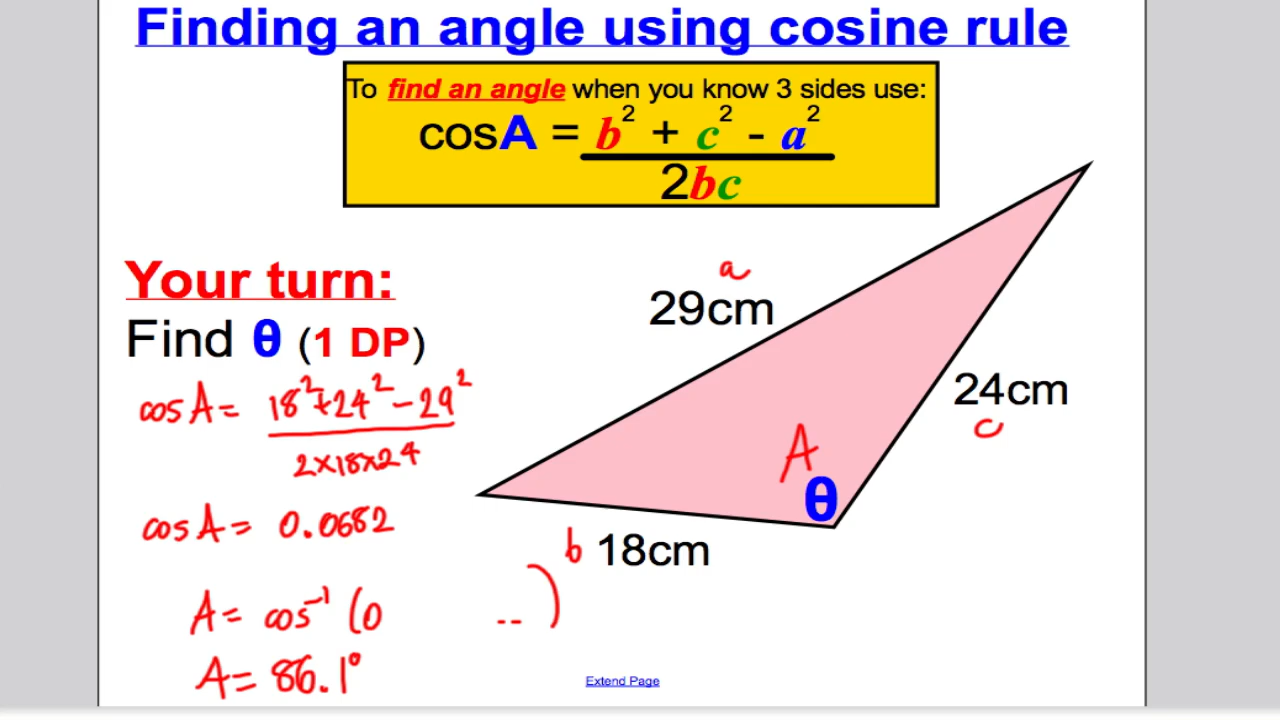 Finding an angle using cosine rule
To find an angle when you know 3 sides use:
cosA = b² + c² - a²
2bc
Your turn:
Find θ (1 DP)
cos A = 18² + 24² - 29²
2×18×24
cos A = 0.0682
A = cos⁻¹ (0 ..)
A = 86.1°
a
29cm
24cm
c
A
θ
b 18cm
Extend Page